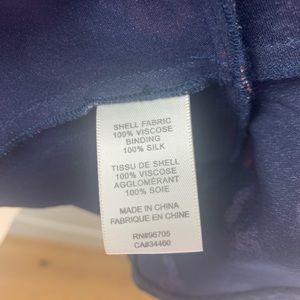 SHELL FABRIC
100% VISCOSE
BINDING
100% SILK
TISSU DE SHELL
100% VISCOSE
AGGLOMÉRANT
100% SOIE
MADE IN CHINA
FABRIQUE EN CHINE
RN#96705
CA#34460